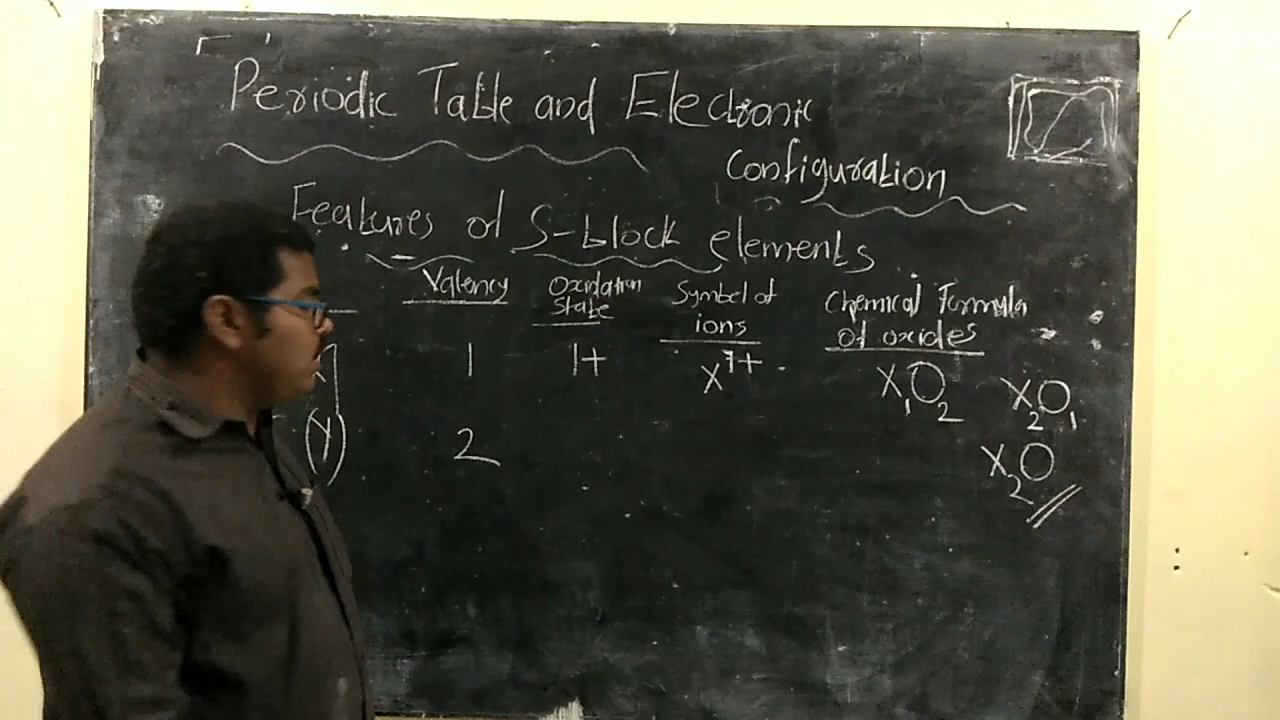 Periodic Table and Electronic
Configuration
Features of S-block elements
Valency Oxidation State Symbol of ions Chemical Formula of oxides
1 1+ X¹⁺ X₁O₂ X₂O₁
(Y) 2 X₂O